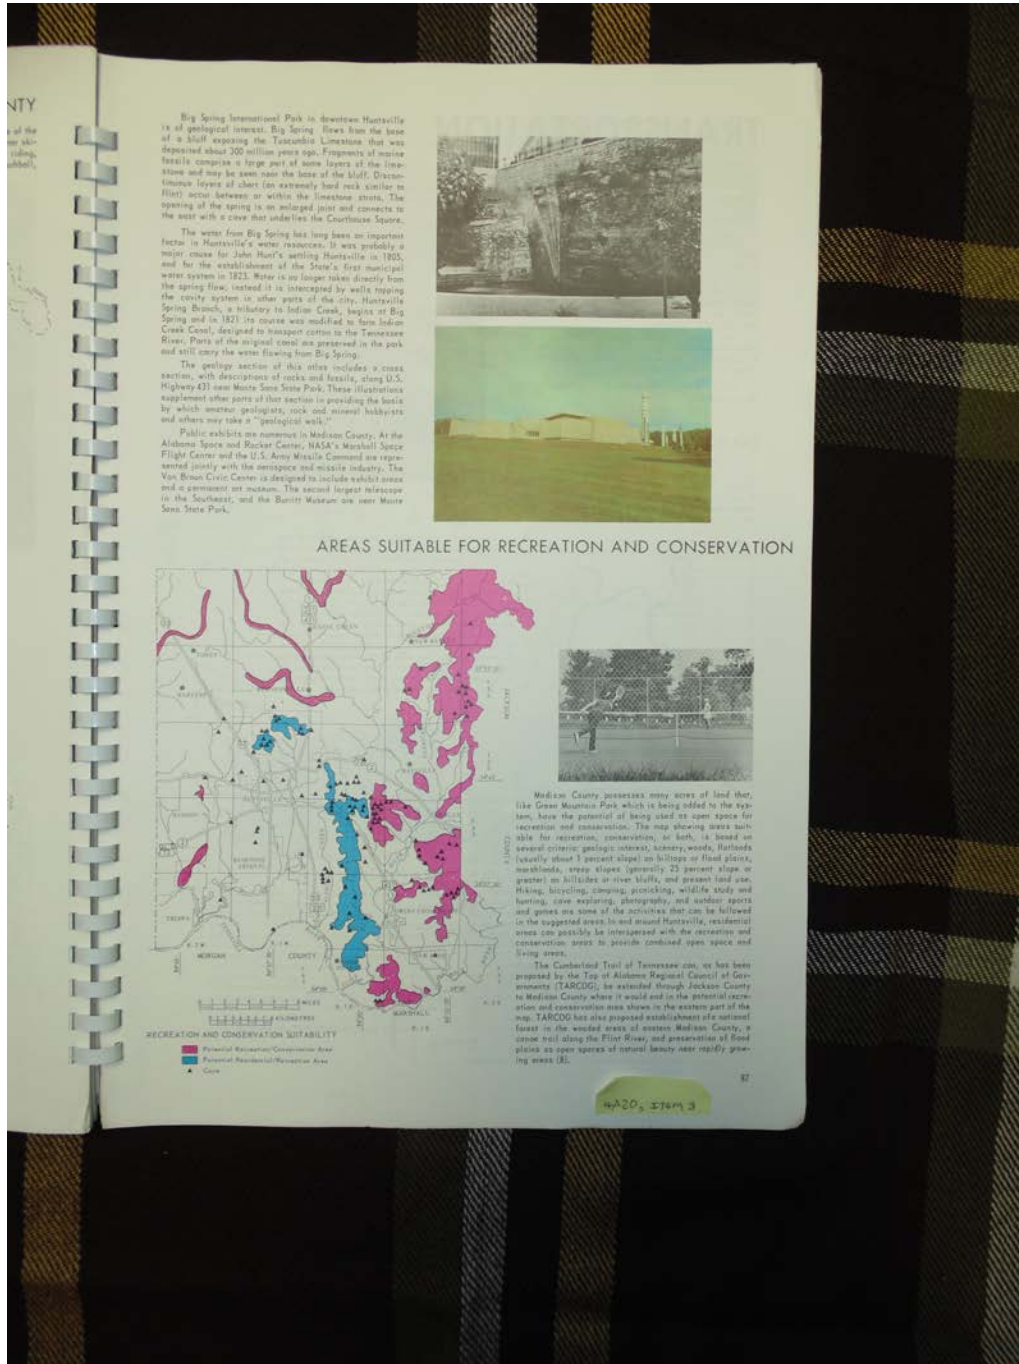 NTY
Big Spring International Park in downtown Huntsville
is of geological interest. Big Spring flows from the base
of a bluff exposing the Tuscumbia Limestone that was
deposited about 300 million years ago. Fragments of marine
fossils comprise a large part of some layers of the lime-
stone and may be seen near the base of the bluff. Discon-
tinuous layers of chert (an extremely hard rock similar to
flint) occur between or within the limestone strata. The
opening of the spring is an enlarged joint and connects to
the east with a cave that underlies the Courthouse Square.
The water from Big Spring has long been an important
factor in Huntsville's water resources. It was probably a
major cause for John Hunt's settling Huntsville in 1805,
and for the establishment of the State's first municipal
water system in 1823. Water is no longer taken directly from
the spring flow; instead it is intercepted by wells tapping
the cavity system in other parts of the city. Huntsville
Spring Branch, a tributary to Indian Creek, begins at Big
Spring and in 1821 its course was modified to form Indian
Creek Canal, designed to transport cotton to the Tennessee
River. Parts of the original canal are preserved in the park
and still carry the water flowing from Big Spring.
The geology section of this atlas includes a cross
section, with descriptions of rocks and fossils, along U.S.
Highway 431 near Monte Sano State Park. These illustrations
supplement other parts of that section in providing the basis
by which amateur geologists, rock and mineral hobbyists
and others may take a "geological walk."
Public exhibits are numerous in Madison County. At the
Alabama Space and Rocket Center, NASA's Marshall Space
Flight Center and the U.S. Army Missile Command are repre-
sented jointly with the aerospace and missile industry. The
Von Braun Civic Center is designed to include exhibit areas
and a permanent art museum. The second largest telescope
in the Southeast, and the Burritt Museum are near Monte
Sano State Park.
AREAS SUITABLE FOR RECREATION AND CONSERVATION
MORGAN
COUNTY
MARSHALL
JACKSON
MILES
KILOMETRES
RECREATION AND CONSERVATION SUITABILITY
Potential Recreation/Conservation Area
Potential Residential/Recreation Area
Cave
Madison County possesses many acres of land that,
like Green Mountain Park which is being added to the sys-
tem, have the potential of being used as open space for
recreation and conservation. The map showing areas suit-
able for recreation, conservation, or both, is based on
several criteria: geologic interest, scenery, woods, flatlands
(usually about 1 percent slope) on hilltops or flood plains,
marshlands, steep slopes (generally 25 percent slope or
greater) on hillsides or river bluffs, and present land use.
Hiking, bicycling, camping, picnicking, wildlife study and
hunting, cave exploring, photography, and outdoor sports
and games are some of the activities that can be followed
in the suggested areas. In and around Huntsville, residential
areas can possibly be interspersed with the recreation and
conservation areas to provide combined open space and
living areas.
The Cumberland Trail of Tennessee can, as has been
proposed by the Top of Alabama Regional Council of Gov-
ernments (TARCOG), be extended through Jackson County
to Madison County where it would end in the potential recre-
ation and conservation area shown in the eastern part of the
map. TARCOG has also proposed establishment of a national
forest in the wooded areas of eastern Madison County, a
canoe trail along the Flint River, and preservation of flood
plains as open spaces of natural beauty near rapidly grow-
ing areas (8).
87
4A20; Item 3